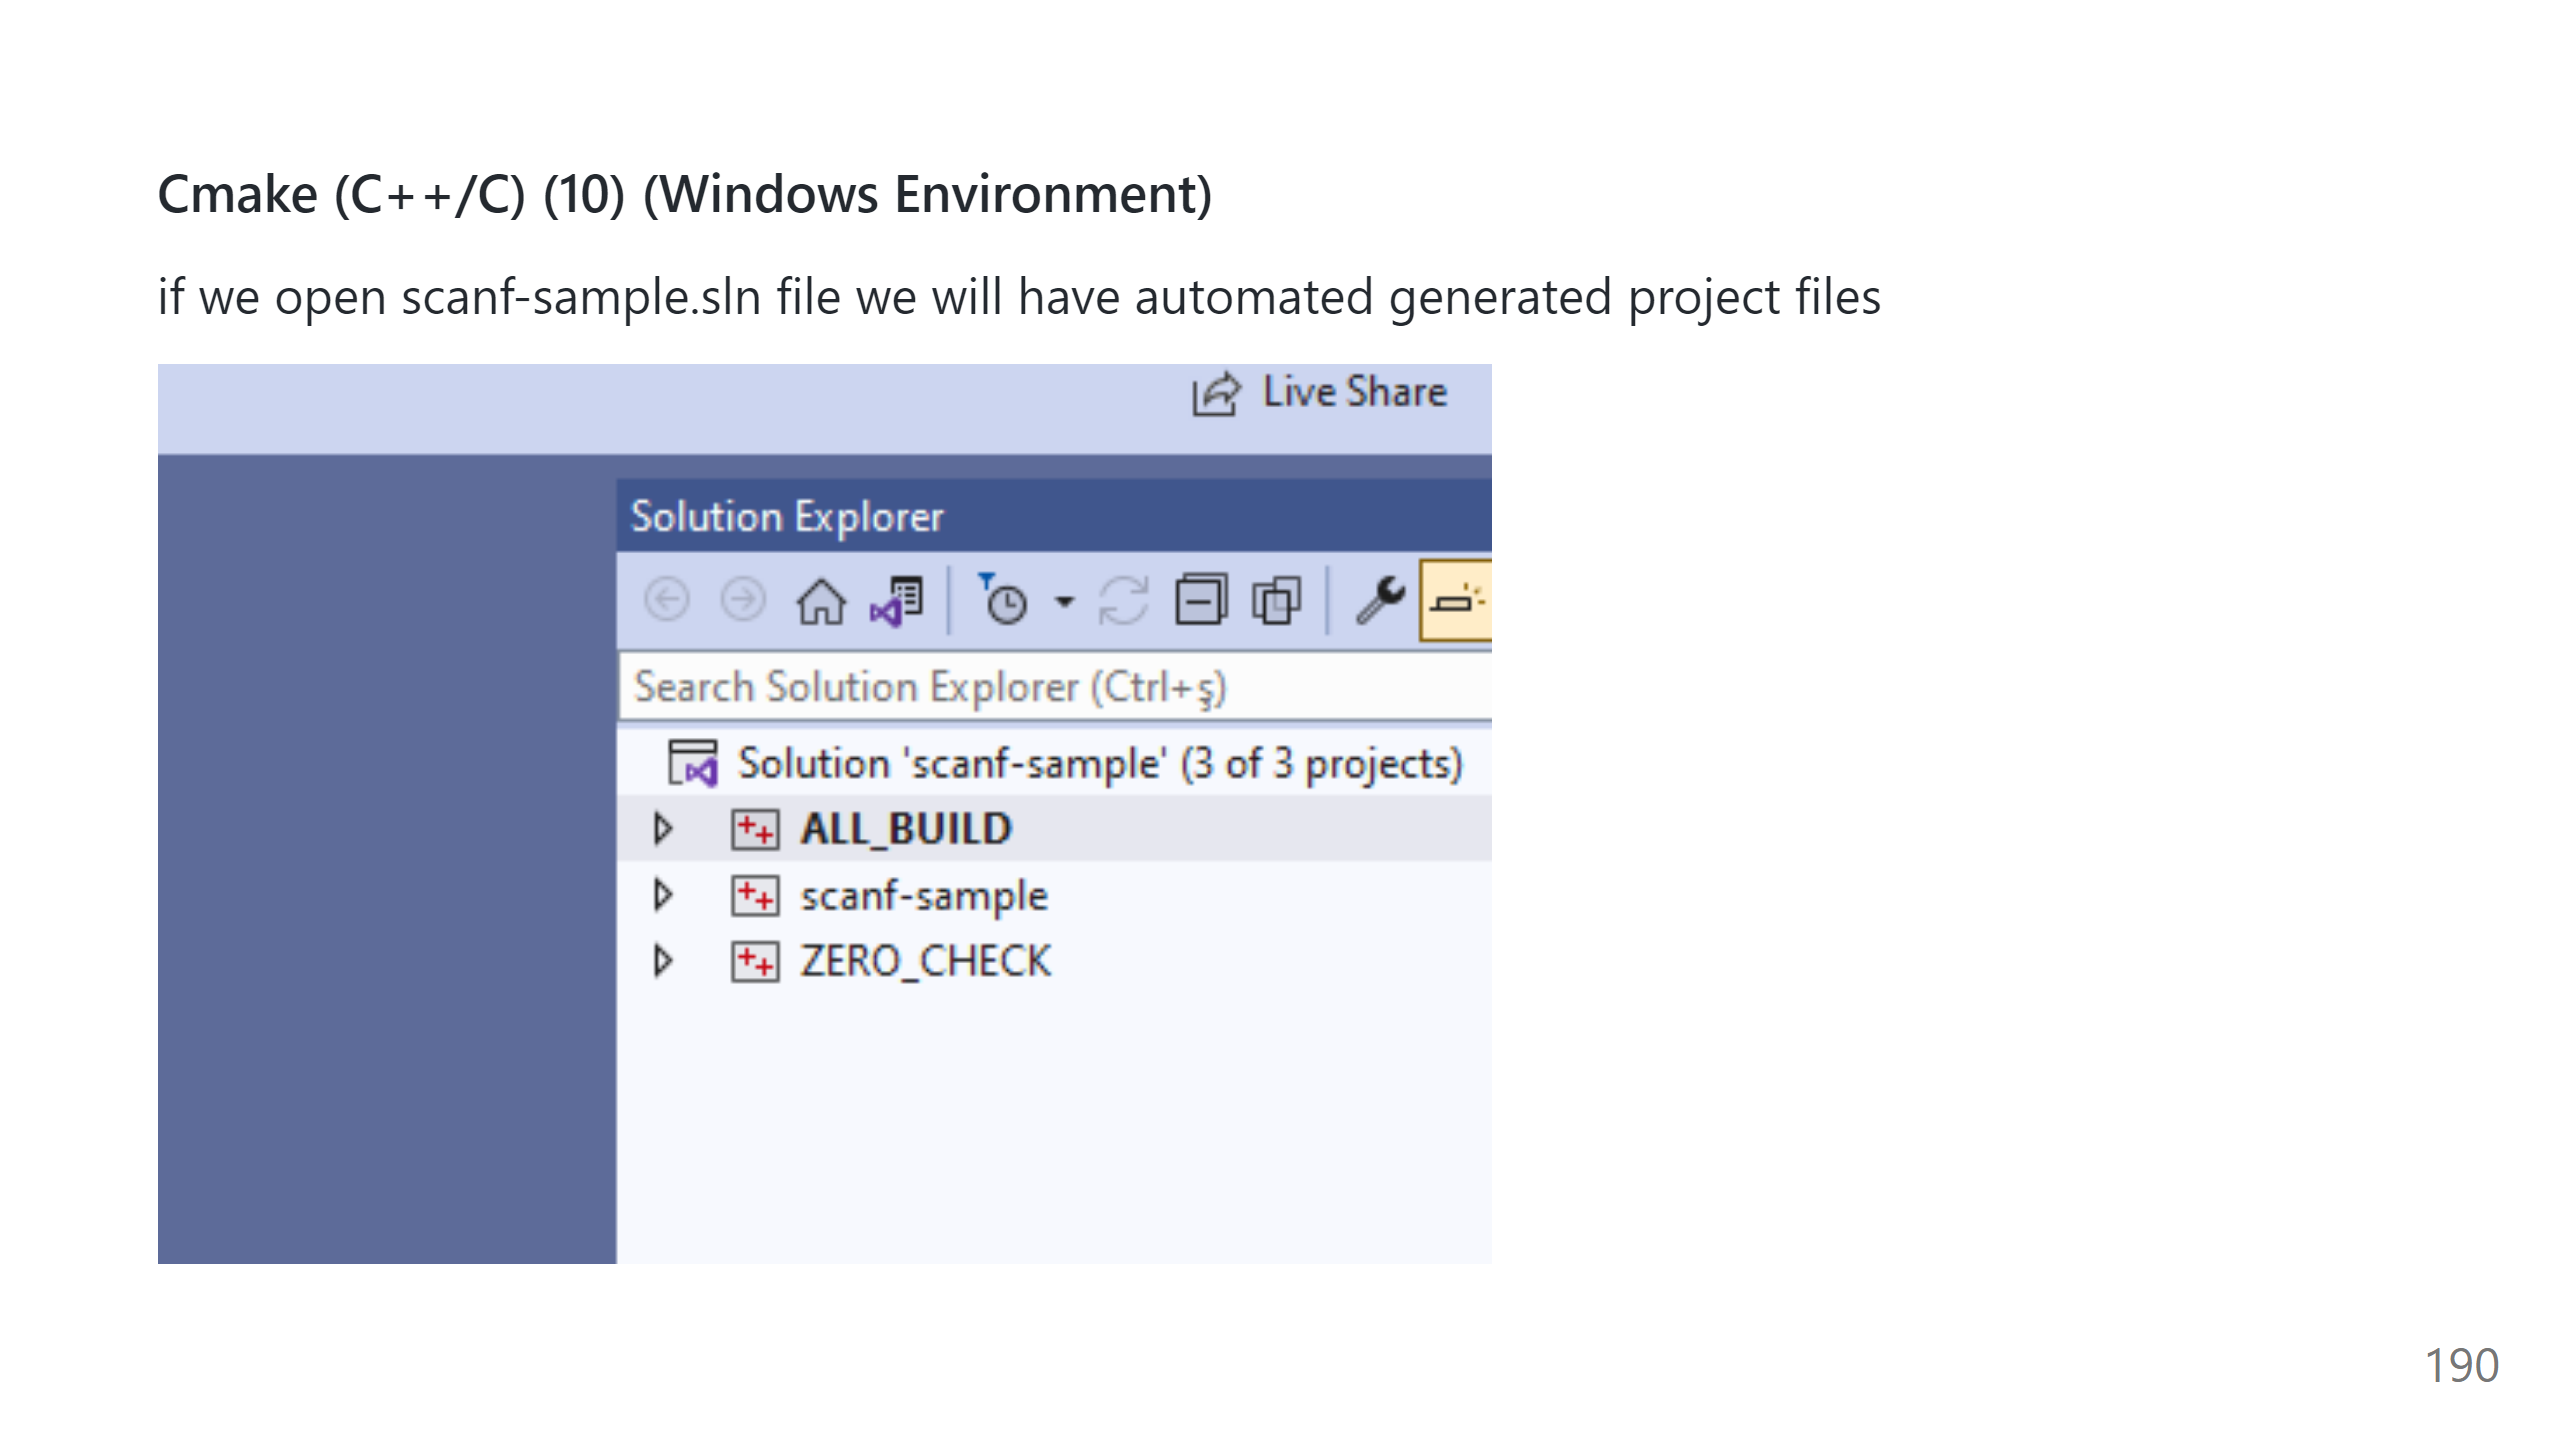 Cmake (C++/C) (10) (Windows Environment)
if we open scanf-sample.sln file we will have automated generated project files
Live Share
Solution Explorer
Search Solution Explorer (Ctrl+ş)
Solution 'scanf-sample' (3 of 3 projects)
ALL_BUILD
scanf-sample
ZERO_CHECK
190